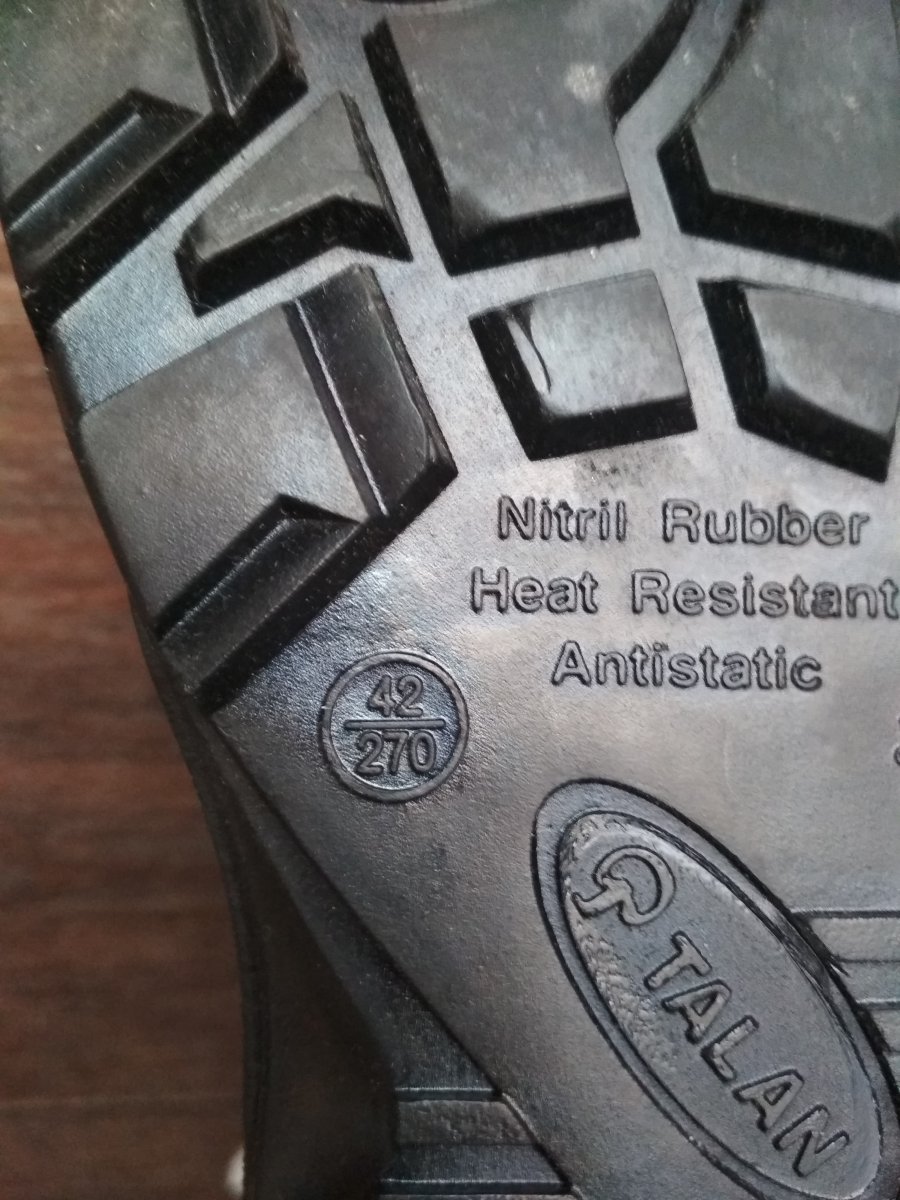 Nitril Rubber
Heat Resistant
Antistatic
42
270
TALAN